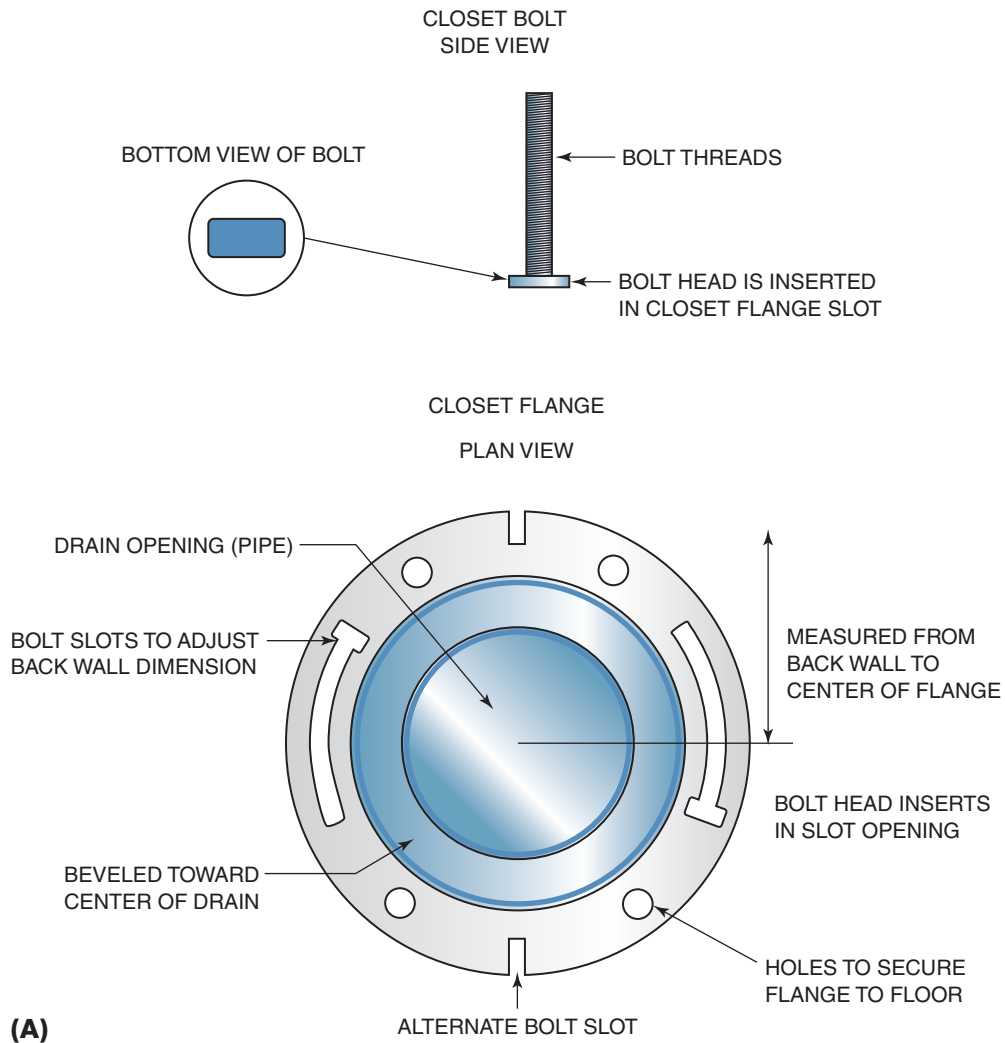 CLOSET BOLT
SIDE VIEW
BOTTOM VIEW OF BOLT
BOLT THREADS
BOLT HEAD IS INSERTED
IN CLOSET FLANGE SLOT
CLOSET FLANGE
PLAN VIEW
DRAIN OPENING (PIPE)
BOLT SLOTS TO ADJUST
BACK WALL DIMENSION
MEASURED FROM
BACK WALL TO
CENTER OF FLANGE
BOLT HEAD INSERTS
IN SLOT OPENING
BEVELED TOWARD
CENTER OF DRAIN
HOLES TO SECURE
FLANGE TO FLOOR
ALTERNATE BOLT SLOT
(A)